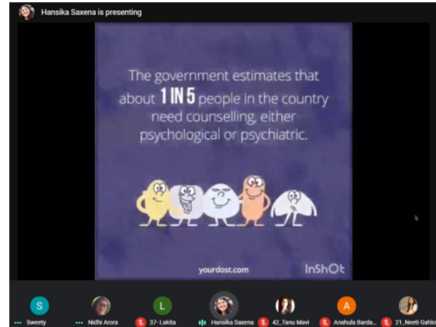 Hansika Saxena is presenting
The government estimates that
about 1 IN 5 people in the country
need counselling, either
psychological or psychiatric.
yourdost.com
InShOt
S
L
A
Sweety
Nidhi Arora
37- Lakita
Hansika Saxena
42_Tanu Mavi
Anshula Barda...
21_Neeti Gahlo